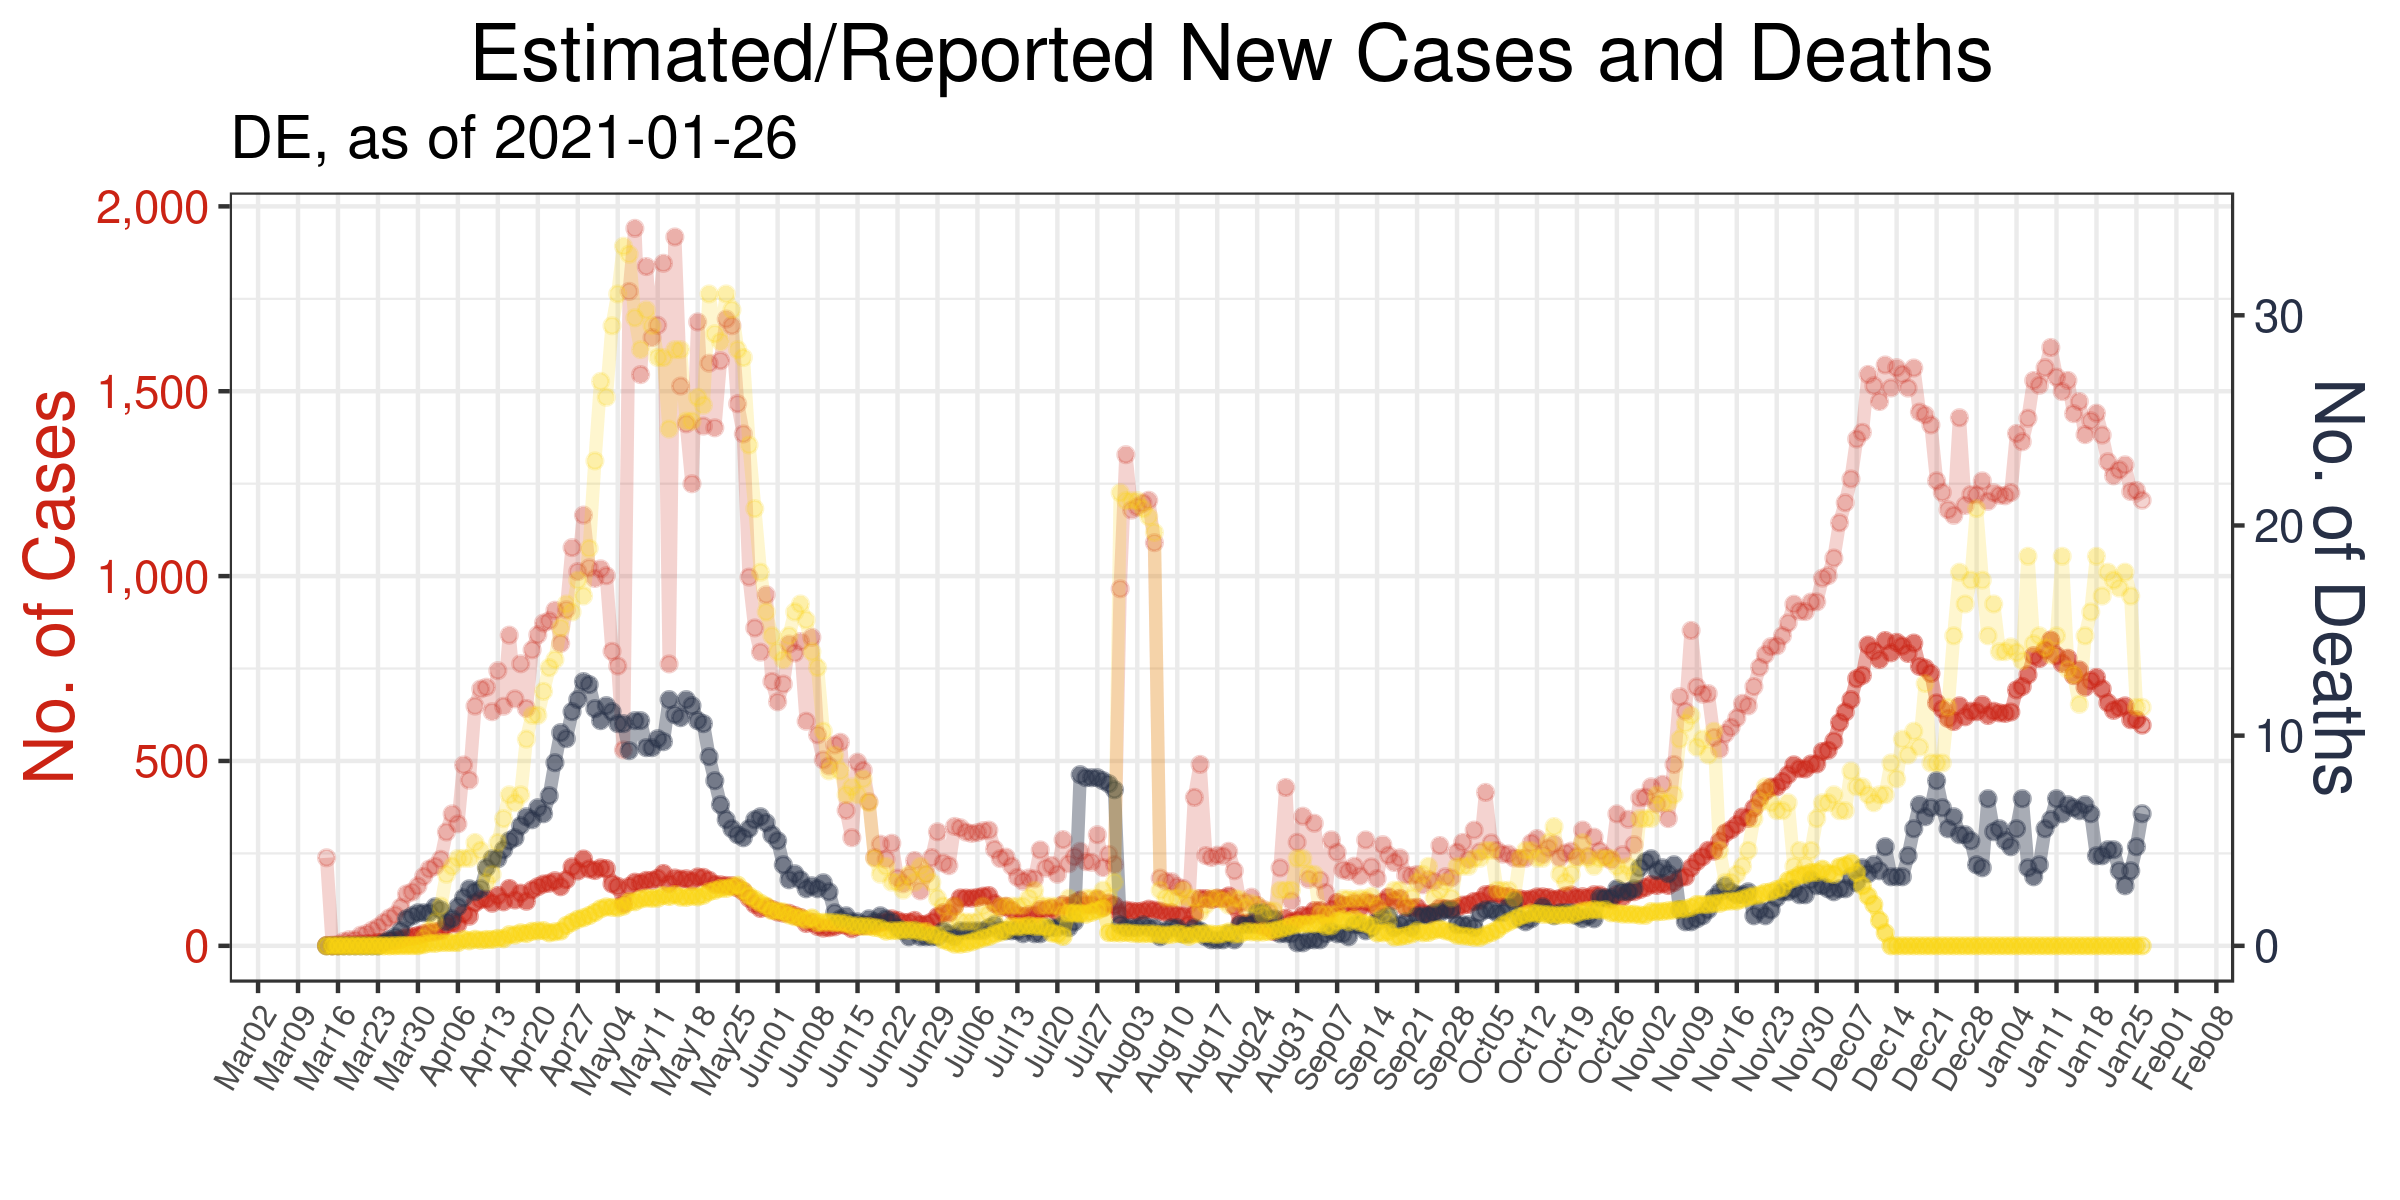 Estimated/Reported New Cases and Deaths
DE, as of 2021-01-26
No. of Cases
2,000
1,500
1,000
500
0
30
20
10
0
No. of Deaths
Mar02
Mar09
Mar16
Mar23
Mar30
Apr06
Apr13
Apr20
Apr27
May04
May11
May18
May25
Jun01
Jun08
Jun15
Jun22
Jun29
Jul06
Jul13
Jul20
Jul27
Aug03
Aug10
Aug17
Aug24
Aug31
Sep07
Sep14
Sep21
Sep28
Oct05
Oct12
Oct19
Oct26
Nov02
Nov09
Nov16
Nov23
Nov30
Dec07
Dec14
Dec21
Dec28
Jan04
Jan11
Jan18
Jan25
Feb01
Feb08